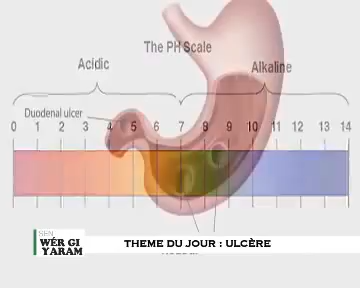 The PH Scale
Acidic
Alkaline
Duodenal ulcer
0 1 2 3 4 5 6 7 8 9 10 11 12 13 14
SEN
WÉR GI
YARAM
THEME DU JOUR : ULCÈRE